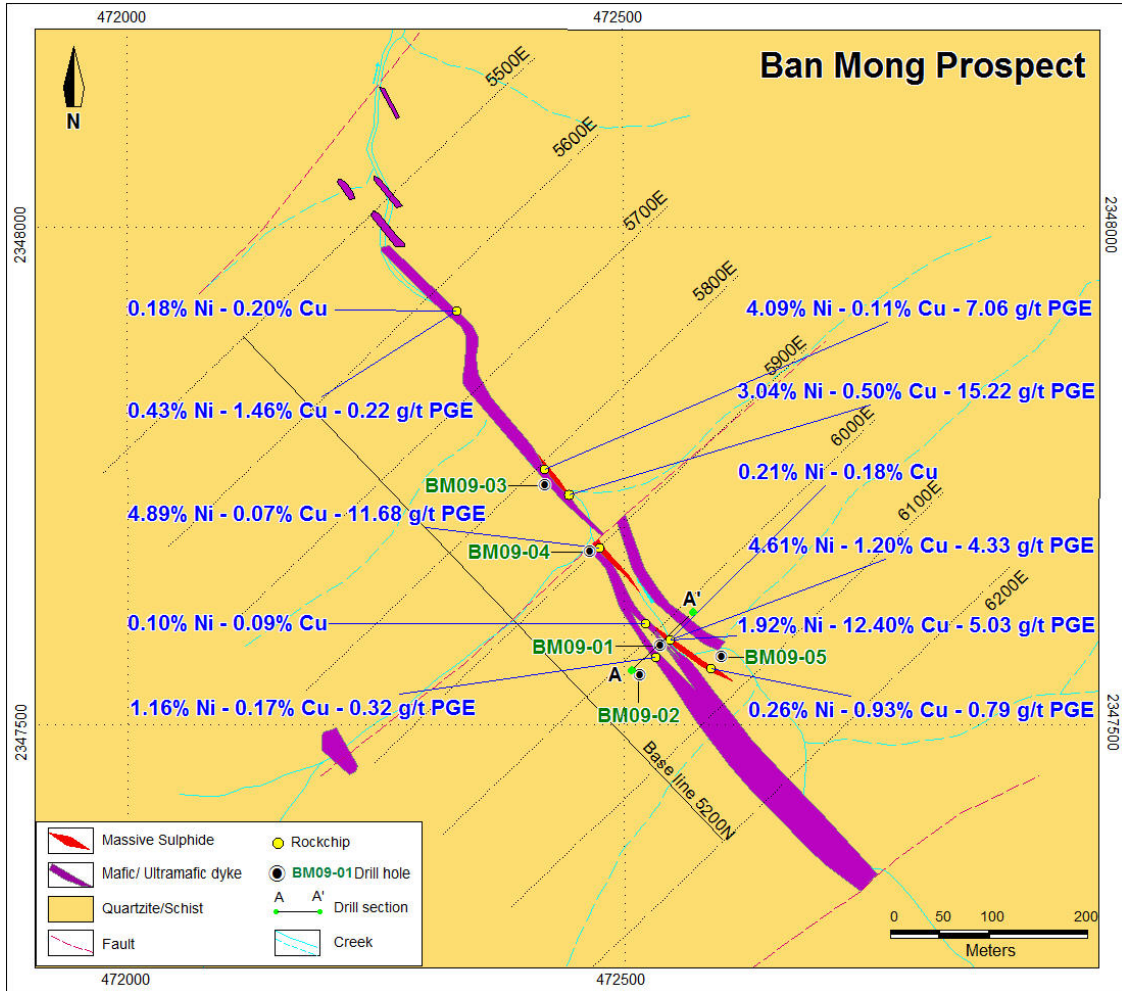 472000
472500
Ban Mong Prospect
N
5500E
5600E
5700E
2348000
2348000
5800E
0.18% Ni - 0.20% Cu
4.09% Ni - 0.11% Cu - 7.06 g/t PGE
5900E
3.04% Ni - 0.50% Cu - 15.22 g/t PGE
0.43% Ni - 1.46% Cu - 0.22 g/t PGE
6000E
0.21% Ni - 0.18% Cu
BM09-03
6100E
4.89% Ni - 0.07% Cu - 11.68 g/t PGE
BM09-04
4.61% Ni - 1.20% Cu - 4.33 g/t PGE
6200E
A'
0.10% Ni - 0.09% Cu
1.92% Ni - 12.40% Cu - 5.03 g/t PGE
BM09-01
BM09-05
A
1.16% Ni - 0.17% Cu - 0.32 g/t PGE
BM09-02
0.26% Ni - 0.93% Cu - 0.79 g/t PGE
2347500
2347500
Base line 5200N
Massive Sulphide
Rockchip
Mafic/ Ultramafic dyke
BM09-01 Drill hole
Quartzite/Schist
A A'
Drill section
Fault
Creek
0 50 100 200
Meters
472000
472500